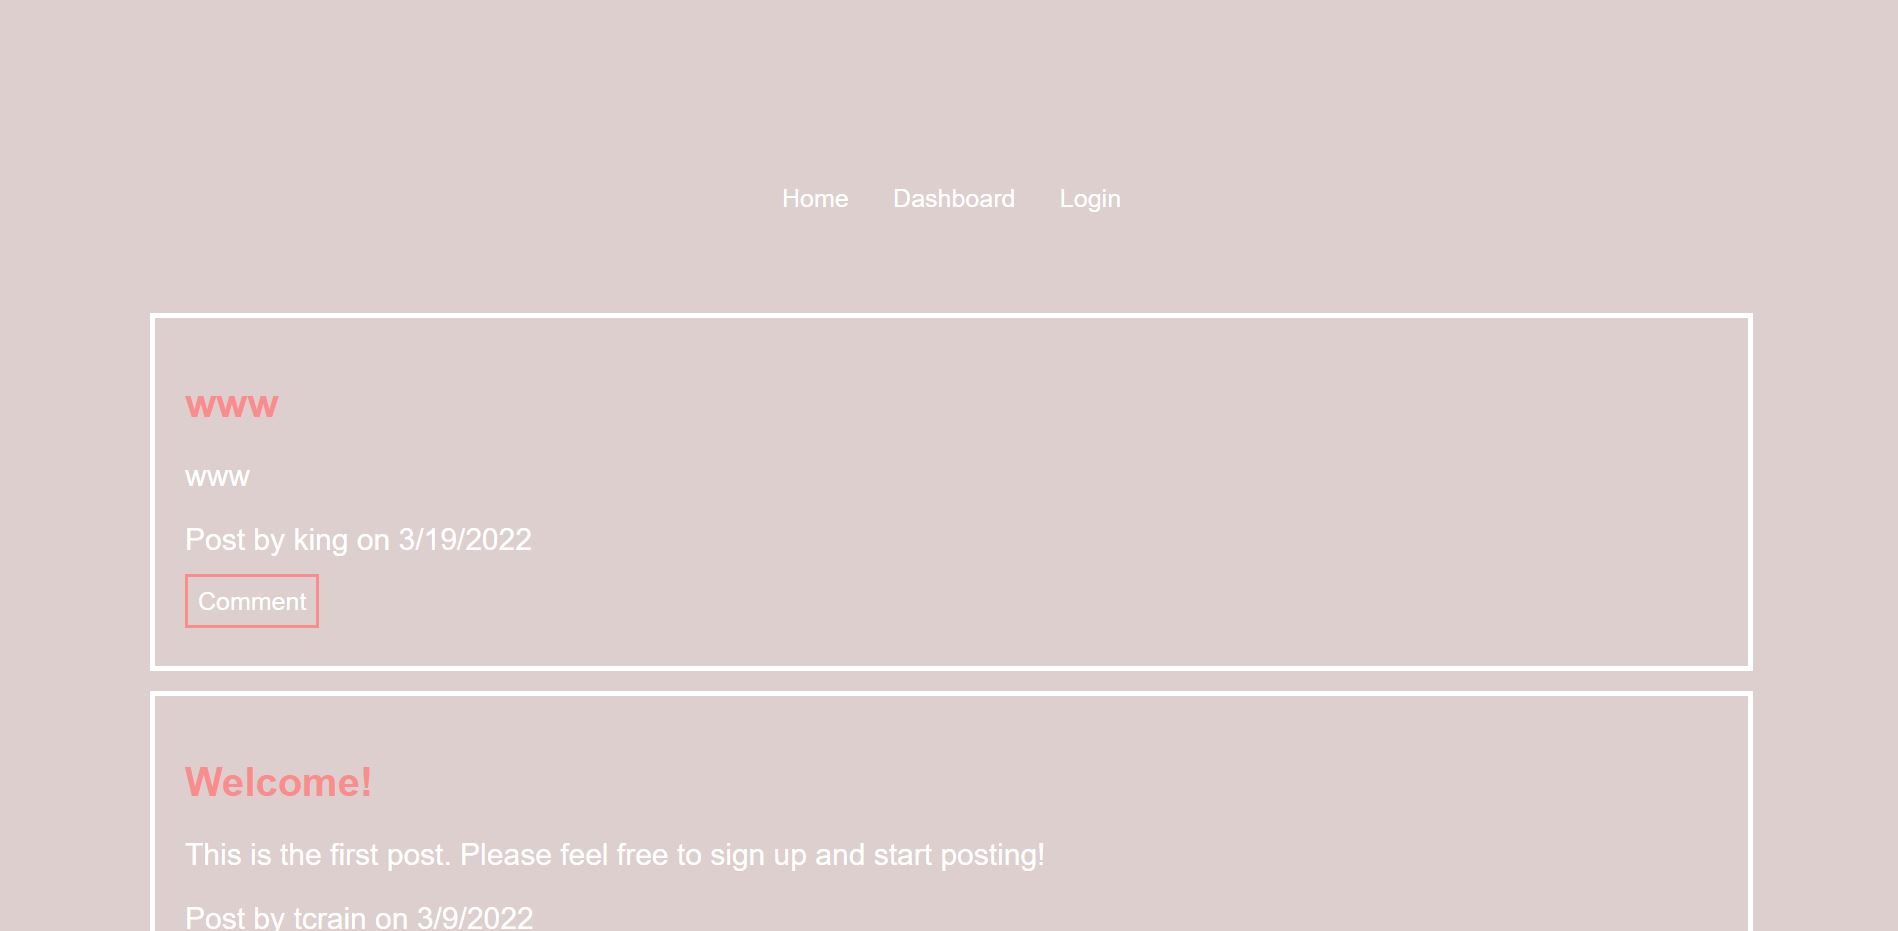 Home Dashboard Login
www
www
Post by king on 3/19/2022
Comment
Welcome!
This is the first post. Please feel free to sign up and start posting!
Post by tcrain on 3/9/2022